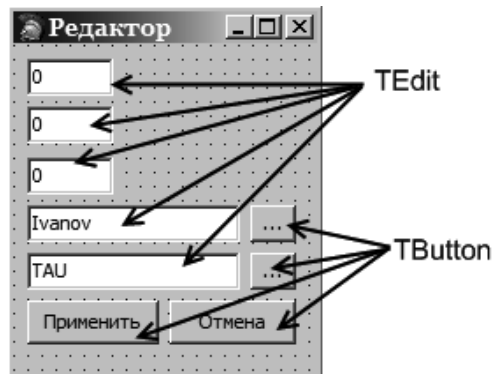 Редактор
0
TEdit
0
0
Ivanov ...
TButton
TAU ...
Применить Отмена